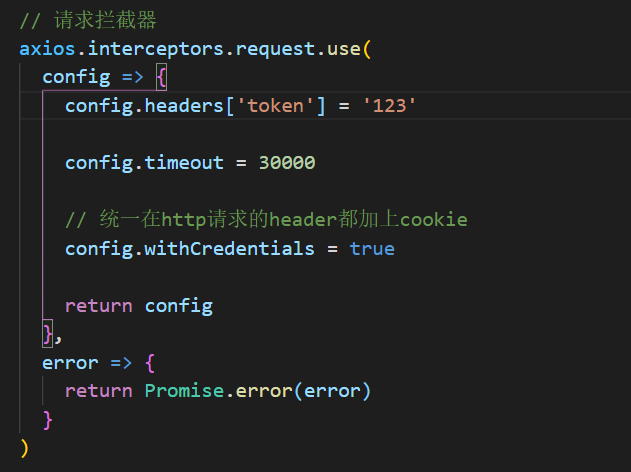 // 请求拦截器
axios.interceptors.request.use(
config => {
config.headers['token'] = '123'
config.timeout = 30000
// 统一在http请求的header都加上cookie
config.withCredentials = true
return config
},
error => {
return Promise.error(error)
}
)